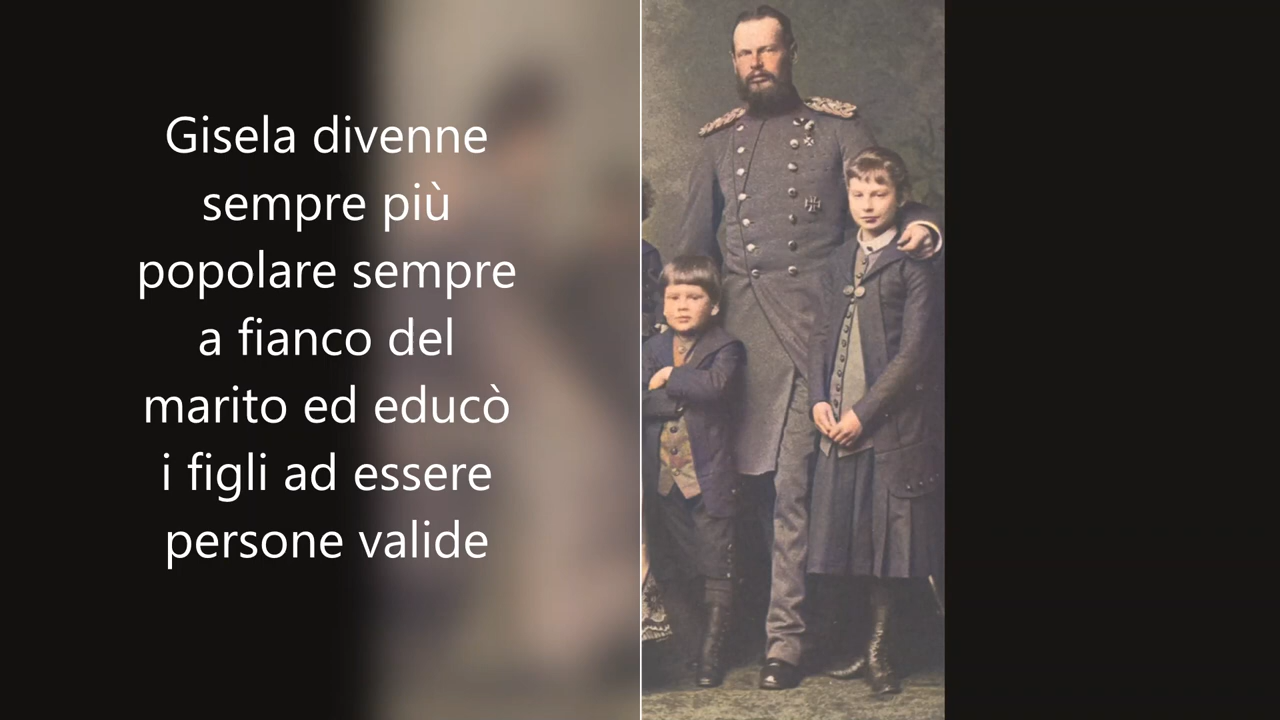 Gisela divenne
sempre più
popolare sempre
a fianco del
marito ed educò
i figli ad essere
persone valide